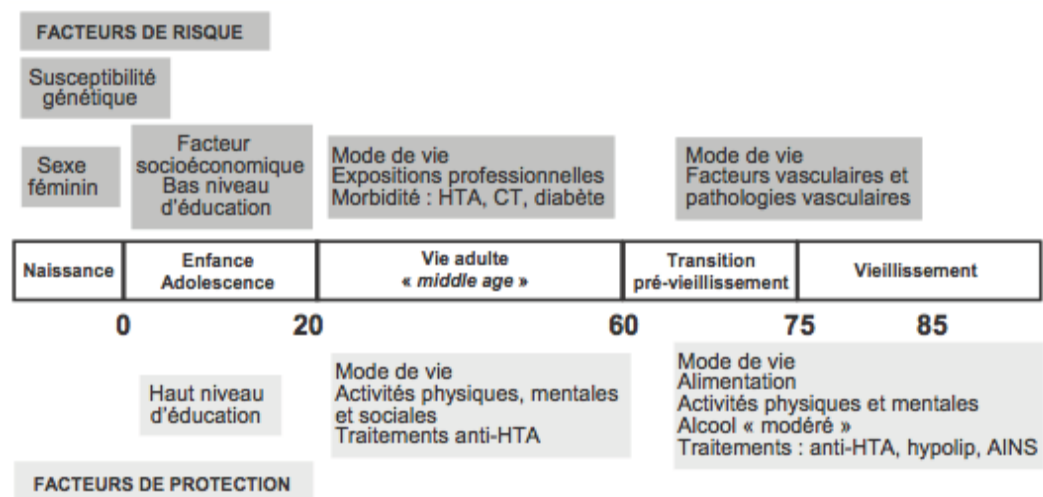 FACTEURS DE RISQUE
Susceptibilité
génétique
Sexe
féminin
Facteur
socioéconomique
Bas niveau
d'éducation
Mode de vie
Expositions professionnelles
Morbidité : HTA, CT, diabète
Mode de vie
Facteurs vasculaires et
pathologies vasculaires
Naissance
Enfance
Adolescence
Vie adulte
« middle age »
Transition
pré-vieillissement
Vieillissement
0
20
60
75
85
Haut niveau
d'éducation
Mode de vie
Activités physiques, mentales
et sociales
Traitements anti-HTA
Mode de vie
Alimentation
Activités physiques et mentales
Alcool « modéré »
Traitements : anti-HTA, hypolip, AINS
FACTEURS DE PROTECTION